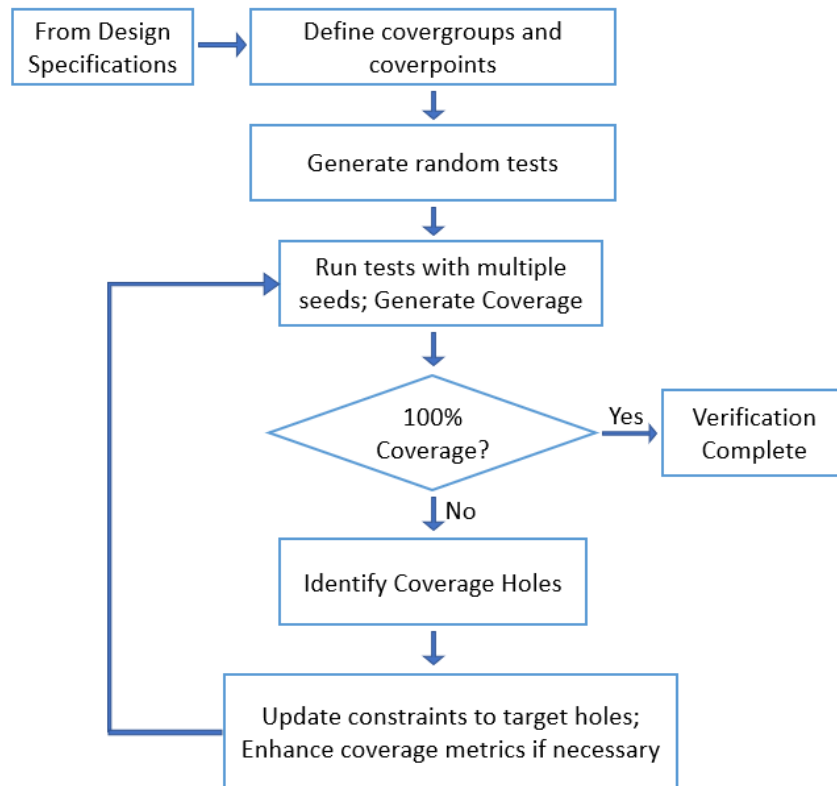 From Design
Specifications
Define covergroups and
coverpoints
Generate random tests
Run tests with multiple
seeds; Generate Coverage
100%
Coverage?
Yes
Verification
Complete
No
Identify Coverage Holes
Update constraints to target holes;
Enhance coverage metrics if necessary